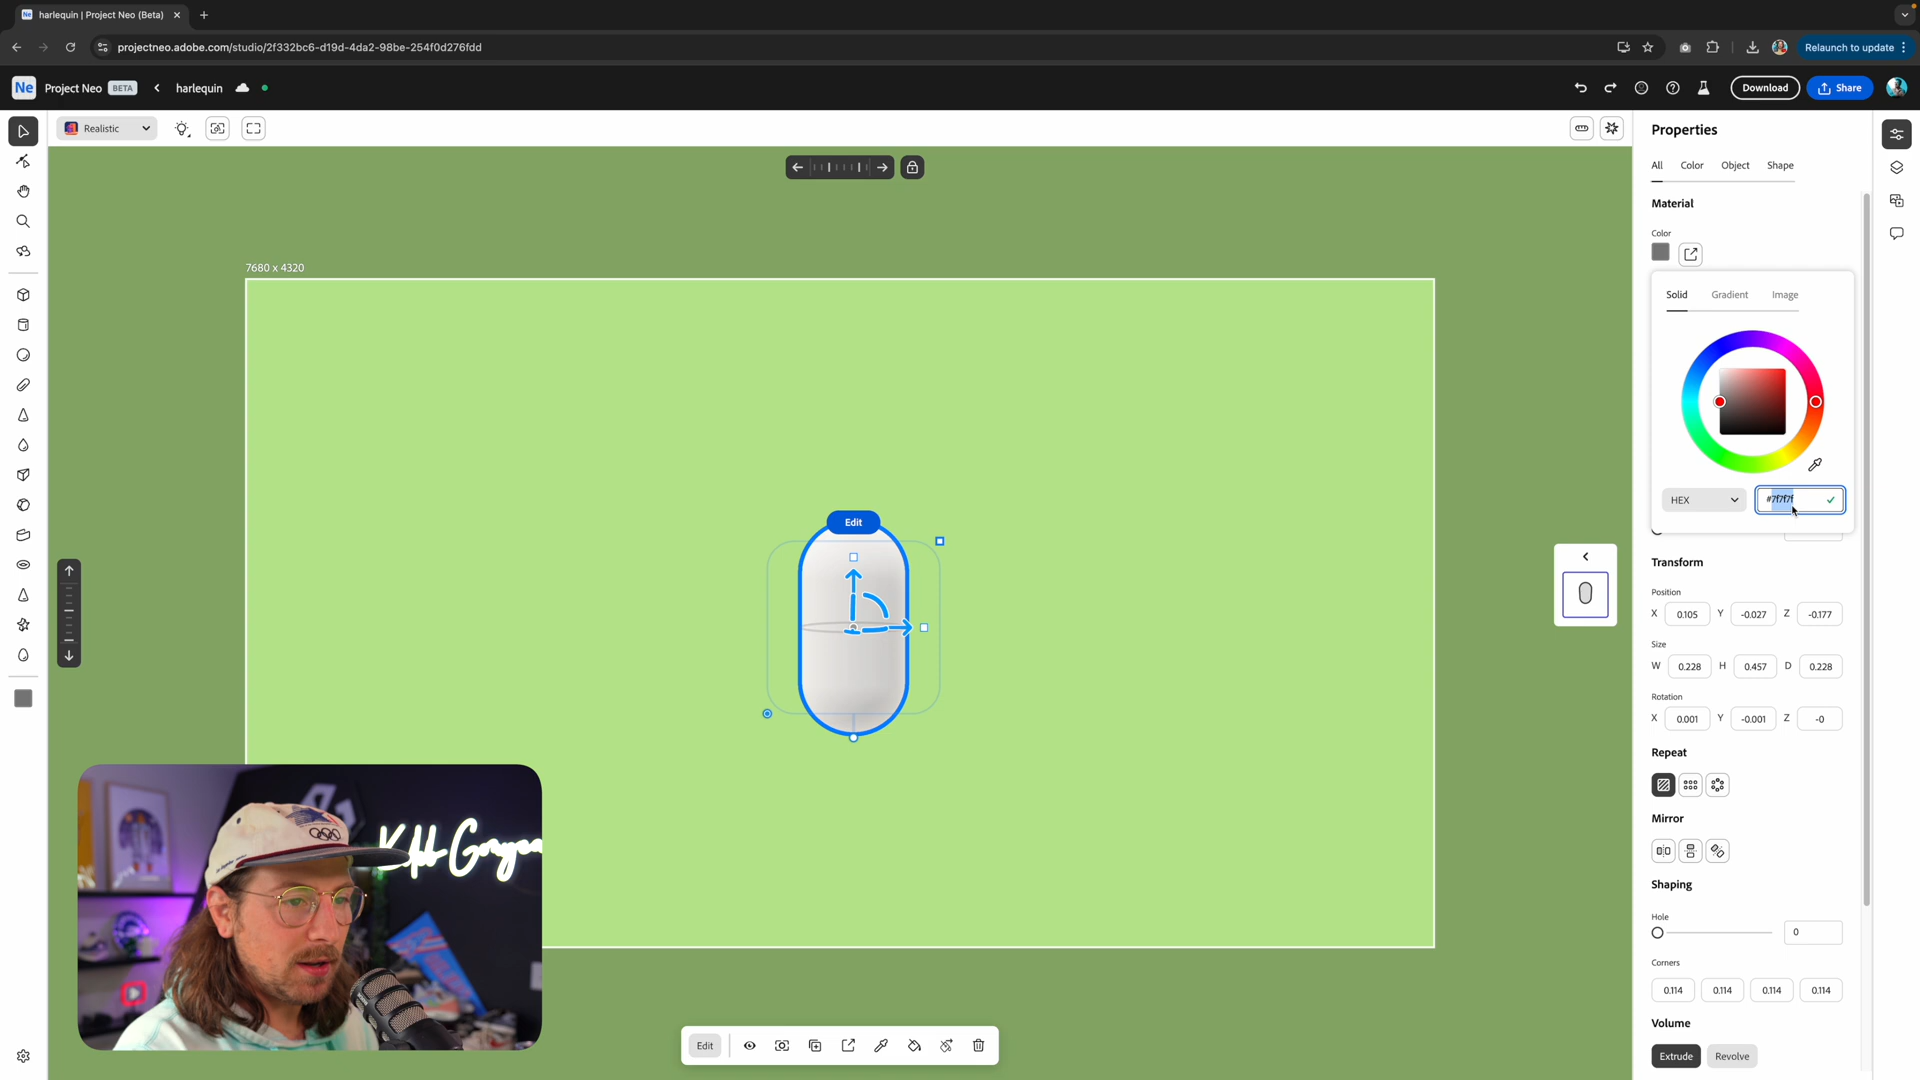 harlequin | Project Neo (Beta)
projectneo.adobe.com/studio/2f332bc6-d19d-4da2-98be-254f0d276fdd
Relaunch to update
Ne
Project Neo
BETA
harlequin
Download
Share
Realistic
Properties
All Color Object Shape
Material
Color
7680 x 4320
Solid Gradient Image
HEX
#7f7f7f
Edit
Transform
Position
X 0.105 Y -0.027 Z -0.177
Size
W 0.228 H 0.457 D 0.228
Rotation
X 0.001 Y -0.001 Z -0
Repeat
Mirror
Shaping
Hole
0
Corners
0.114 0.114 0.114 0.114
Volume
Extrude Revolve
Edit